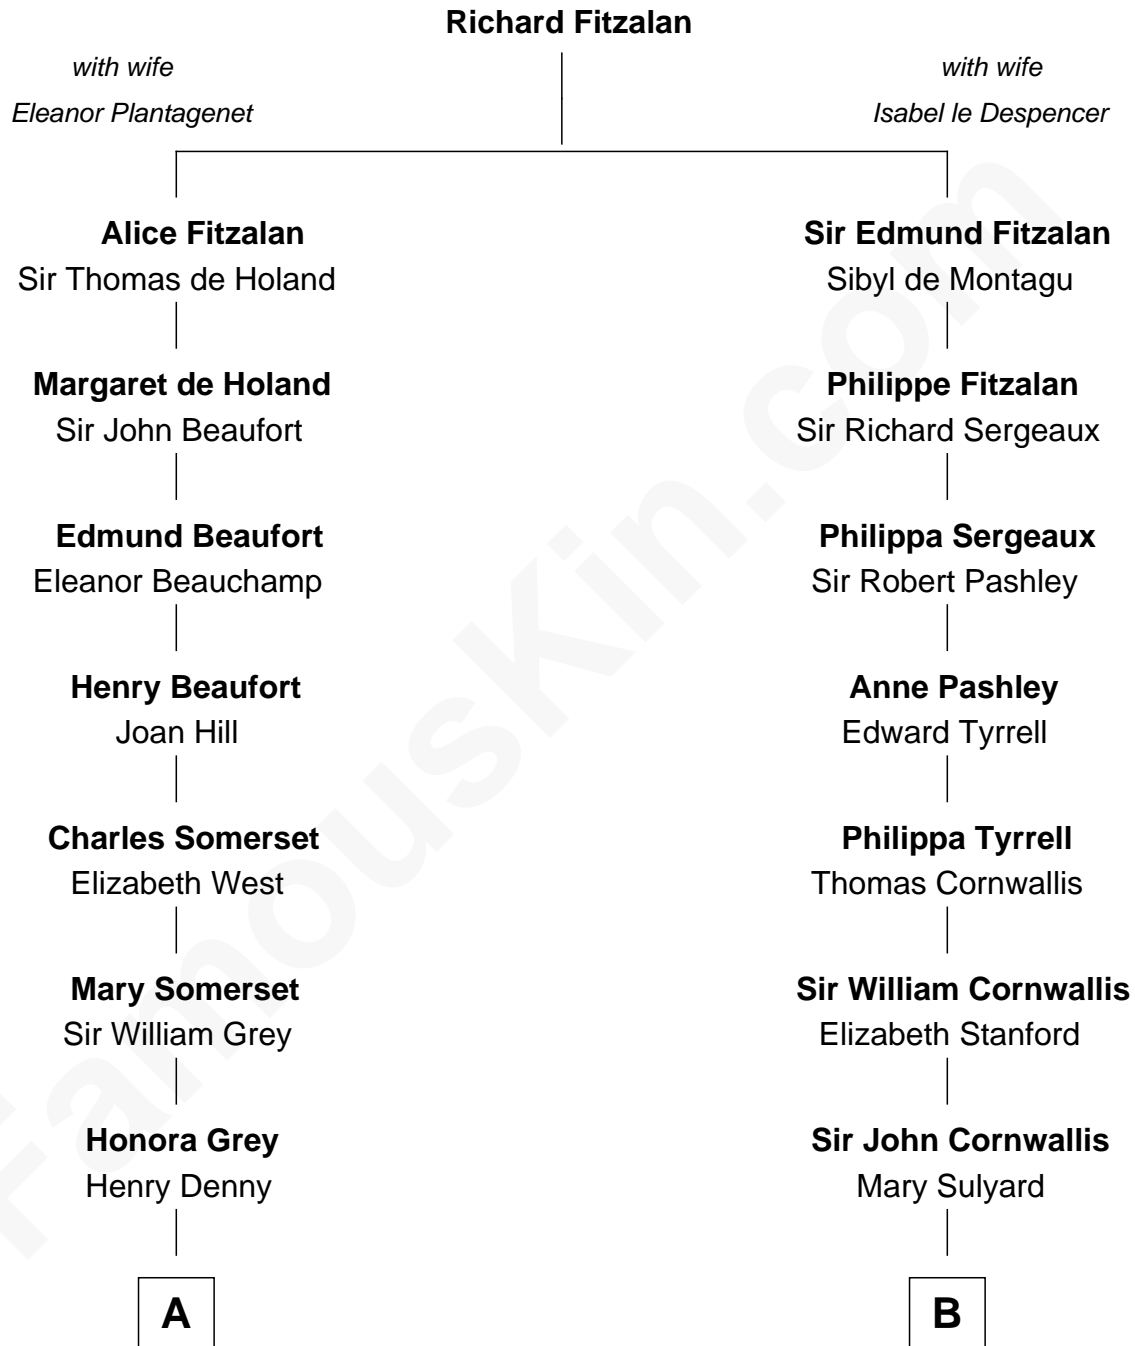 Richard Fitzalan
with wife
Eleanor Plantagenet
with wife
Isabel le Despencer
Alice Fitzalan
Sir Thomas de Holand
Sir Edmund Fitzalan
Sibyl de Montagu
Margaret de Holand
Sir John Beaufort
Philippe Fitzalan
Sir Richard Sergeaux
Edmund Beaufort
Eleanor Beauchamp
Philippa Sergeaux
Sir Robert Pashley
Henry Beaufort
Joan Hill
Anne Pashley
Edward Tyrrell
Charles Somerset
Elizabeth West
Philippa Tyrrell
Thomas Cornwallis
Mary Somerset
Sir William Grey
Sir William Cornwallis
Elizabeth Stanford
Honora Grey
Henry Denny
Sir John Cornwallis
Mary Sulyard
A
B
FamousKin.com